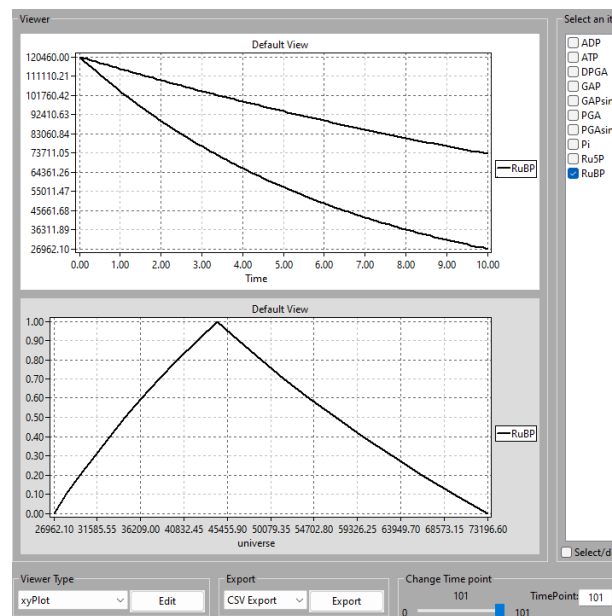 Viewer
Default View
120460.00
111110.21
101760.42
92410.63
83060.84
73711.05
64361.26
55011.47
45661.68
36311.89
26962.10
0.00 1.00 2.00 3.00 4.00 5.00 6.00 7.00 8.00 9.00 10.00
Time
RuBP
Default View
1.00
0.90
0.80
0.70
0.60
0.50
0.40
0.30
0.20
0.10
0.00
26962.10 31585.55 36209.00 40832.45 45455.90 50079.35 54702.80 59326.25 63949.70 68573.15 73196.60
universe
RuBP
Select an it
ADP
ATP
DPGA
GAP
GAPsin
PGA
PGAsin
Pi
Ru5P
RuBP
Select/d
Viewer Type
xyPlot
Edit
Export
CSV Export
Export
Change Time point
101
TimePoint: 101
0 101